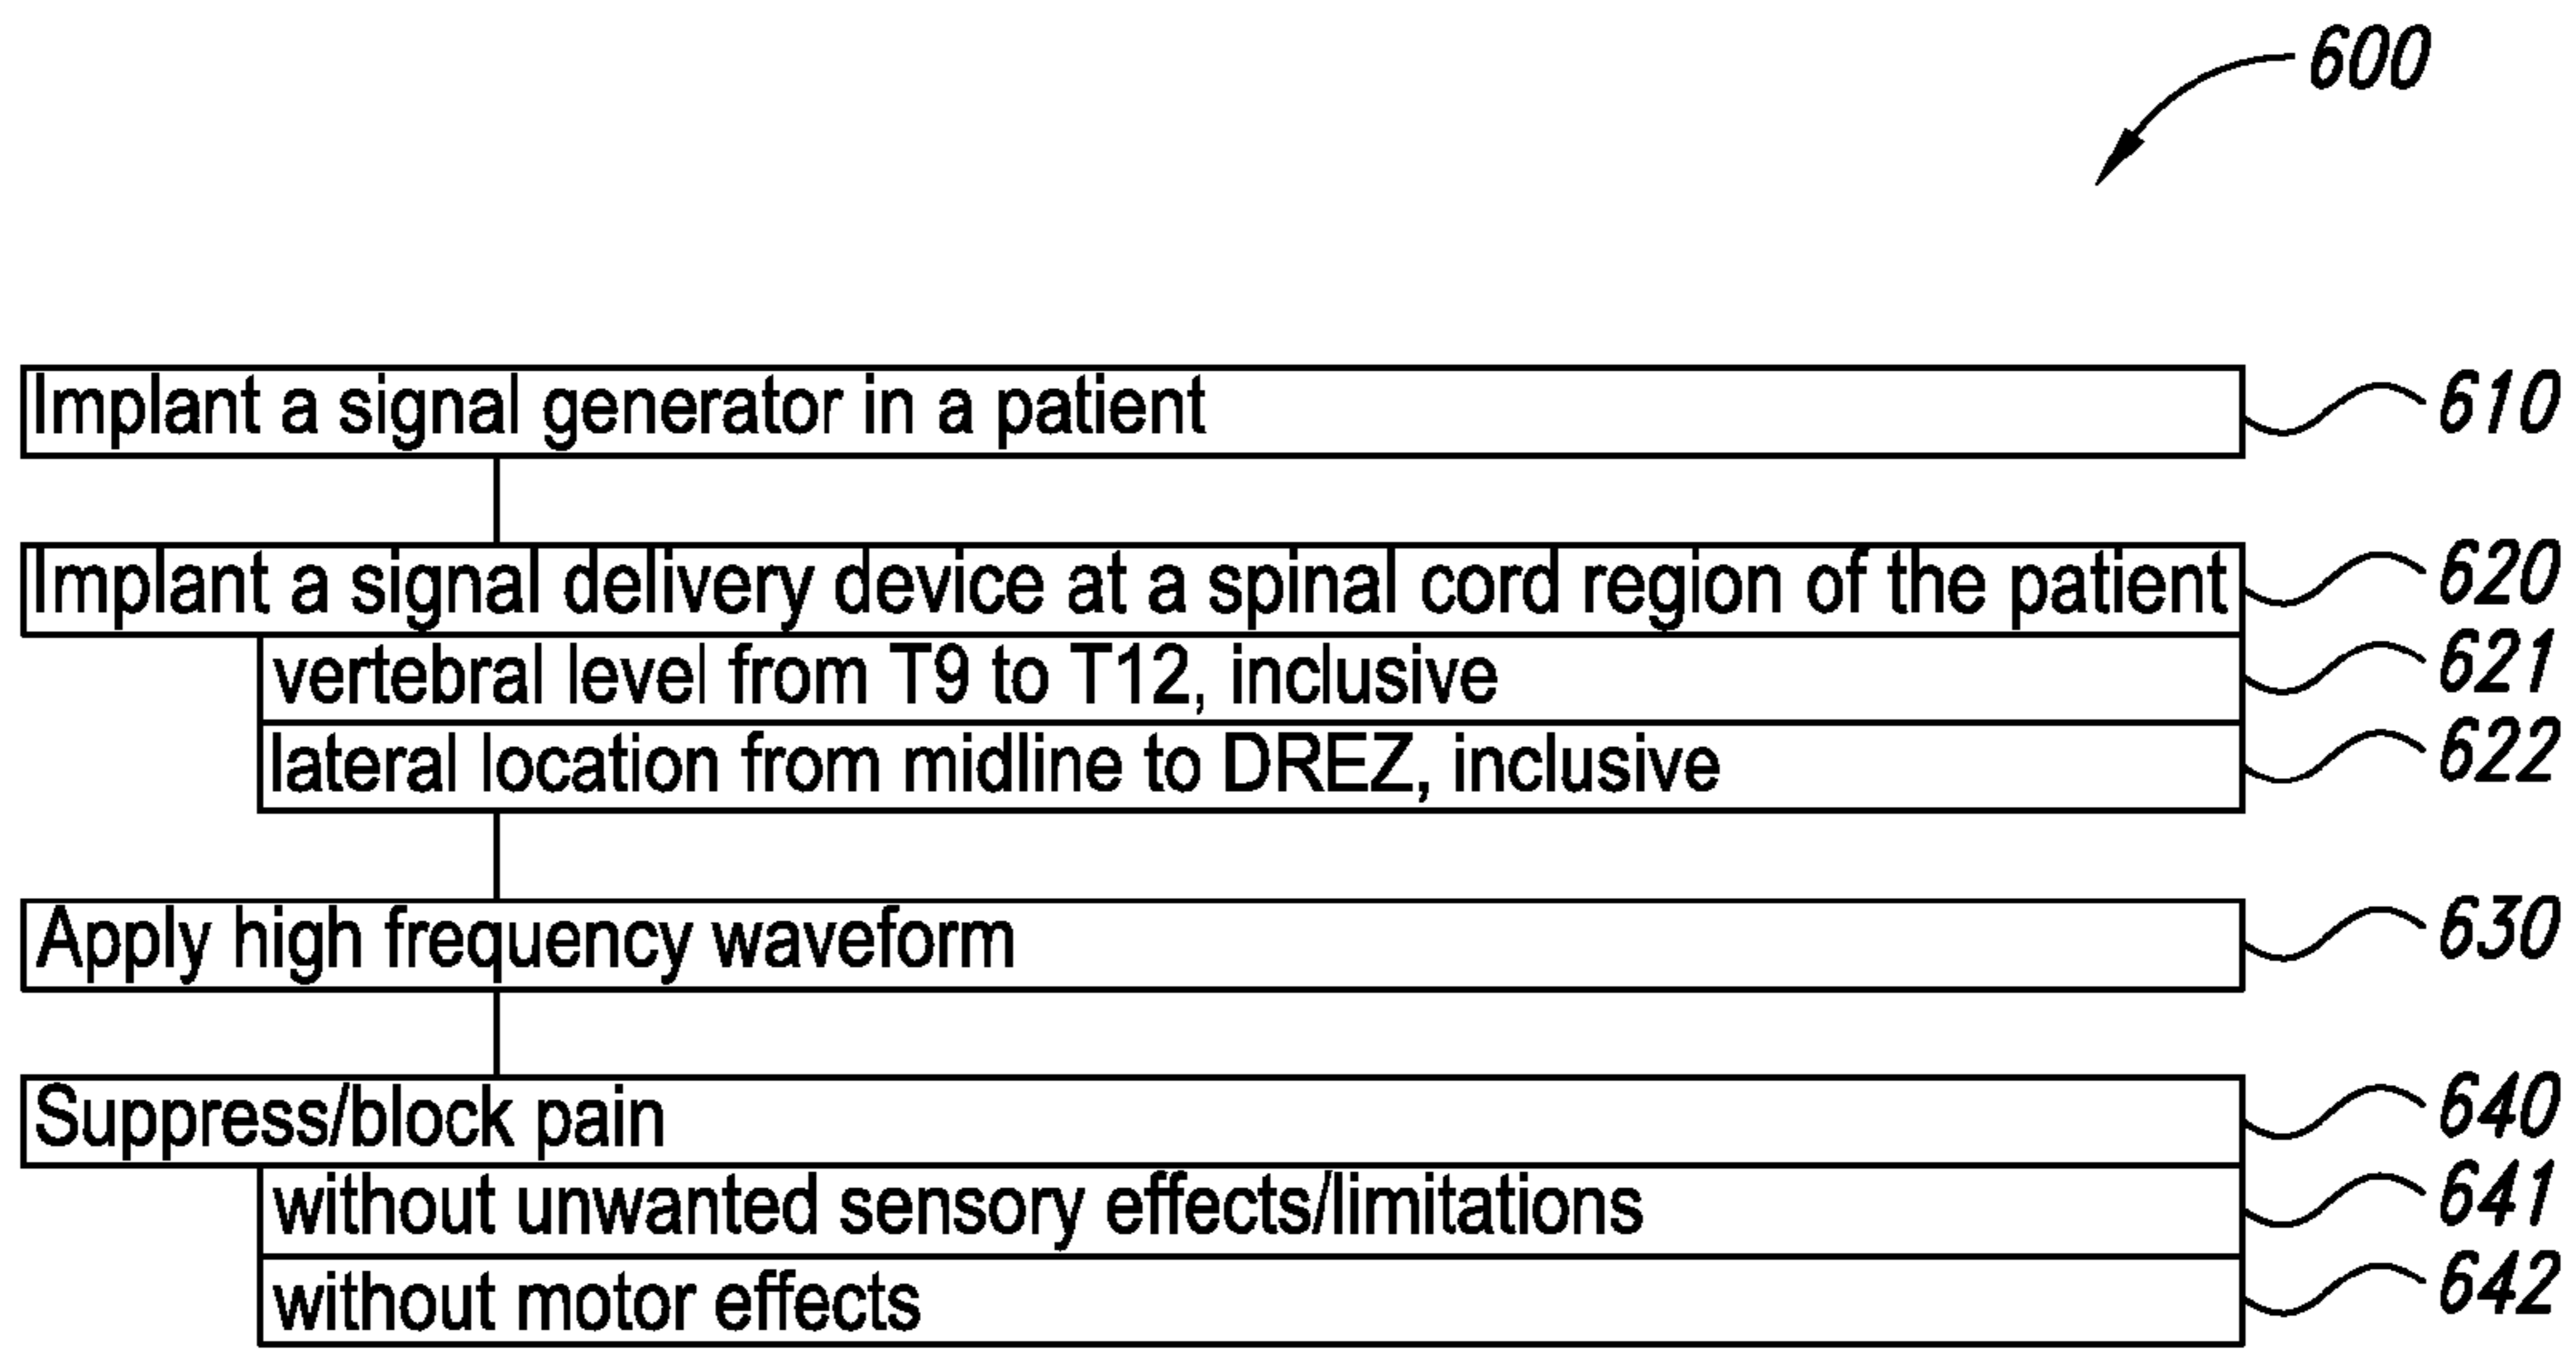 600
Implant a signal generator in a patient 610
Implant a signal delivery device at a spinal cord region of the patient 620
vertebral level from T9 to T12, inclusive 621
lateral location from midline to DREZ, inclusive 622
Apply high frequency waveform 630
Suppress/block pain 640
without unwanted sensory effects/limitations 641
without motor effects 642